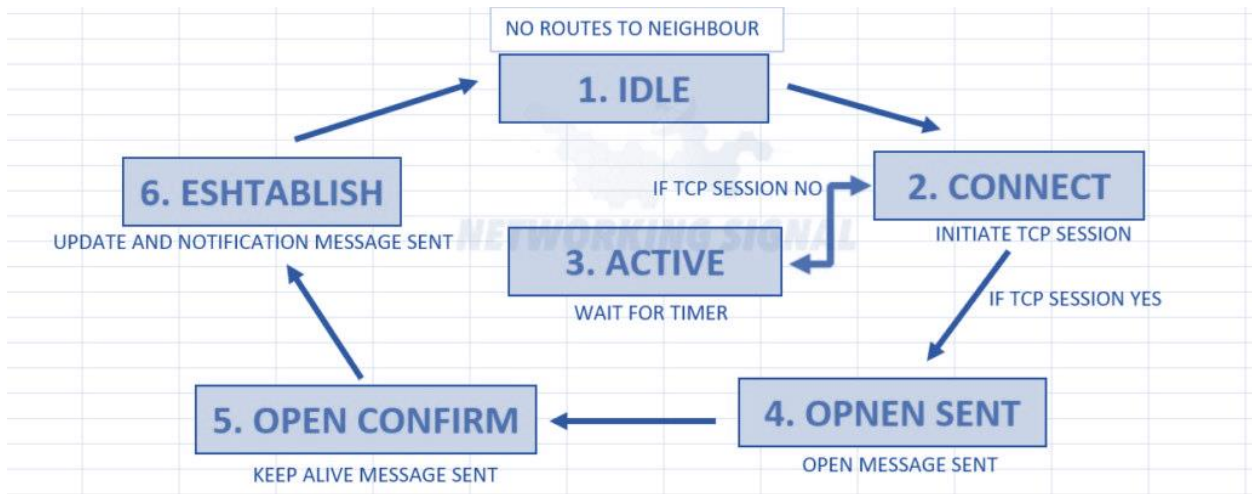 NO ROUTES TO NEIGHBOUR
1. IDLE
6. ESHTABLISH
UPDATE AND NOTIFICATION MESSAGE SENT
IF TCP SESSION NO
2. CONNECT
INITIATE TCP SESSION
NETWORKING SIGNAL
3. ACTIVE
WAIT FOR TIMER
IF TCP SESSION YES
5. OPEN CONFIRM
KEEP ALIVE MESSAGE SENT
4. OPNEN SENT
OPEN MESSAGE SENT